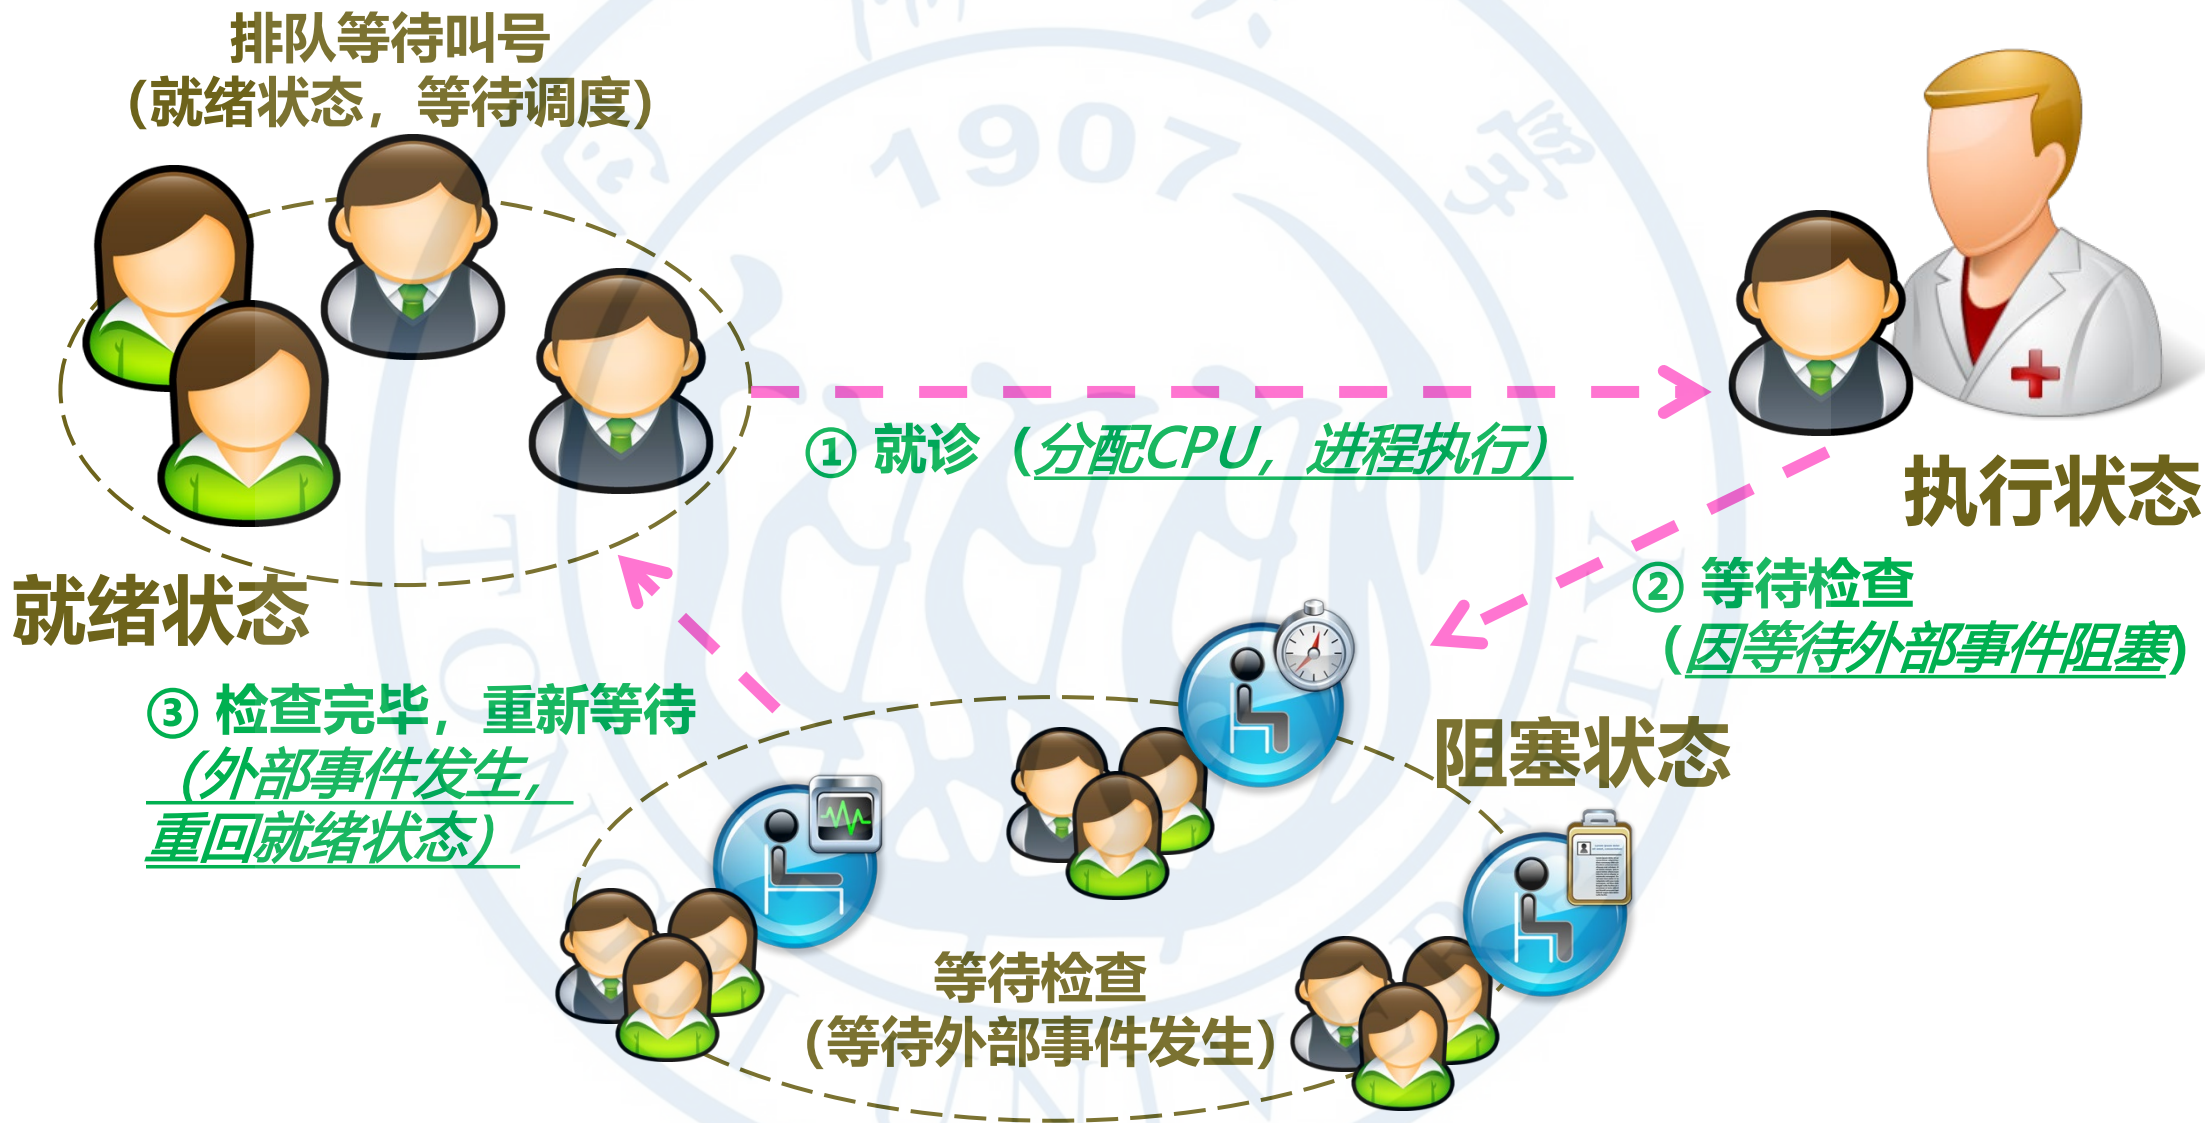 排队等待叫号
(就绪状态，等待调度)
1907
① 就诊（分配CPU，进程执行）
执行状态
② 等待检查
（因等待外部事件阻塞)
就绪状态
③ 检查完毕，重新等待
（外部事件发生，
重回就绪状态）
阻塞状态
等待检查
(等待外部事件发生)
TONGJI UNIVERSITY